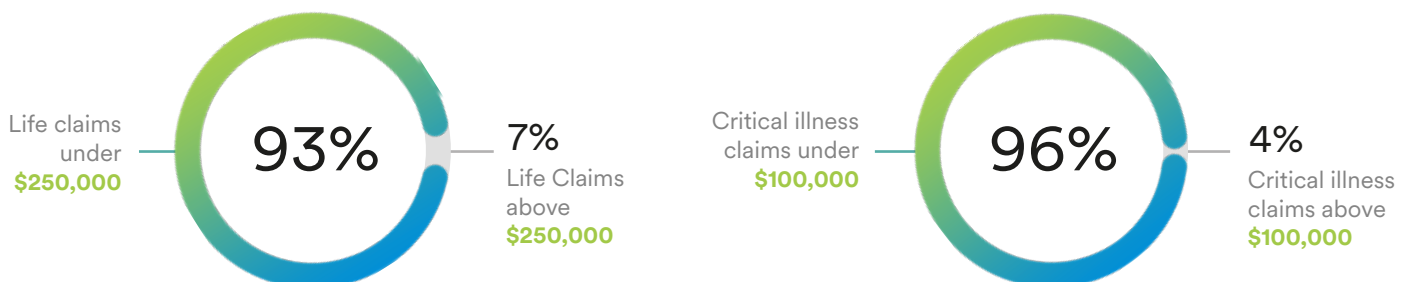 Life claims
under
$250,000
93%
7%
Life Claims
above
$250,000
Critical illness
claims under
$100,000
96%
4%
Critical illness
claims above
$100,000